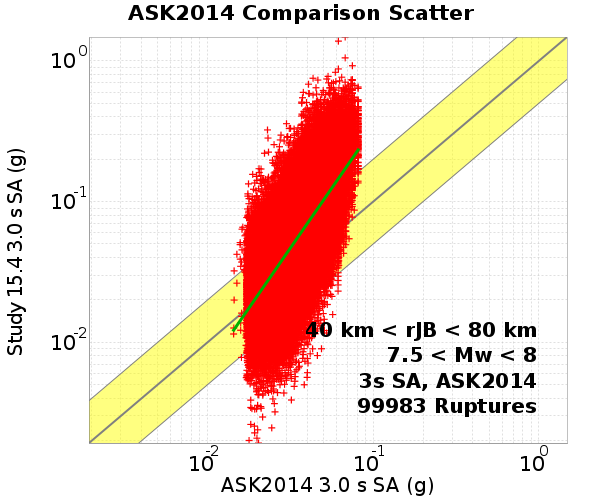 ASK2014 Comparison Scatter
Study 15.4 3.0 s SA (g)
10^0
10^-1
10^-2
40 km < rJB < 80 km
7.5 < Mw < 8
3s SA, ASK2014
99983 Ruptures
10^-2 10^-1 10^0
ASK2014 3.0 s SA (g)